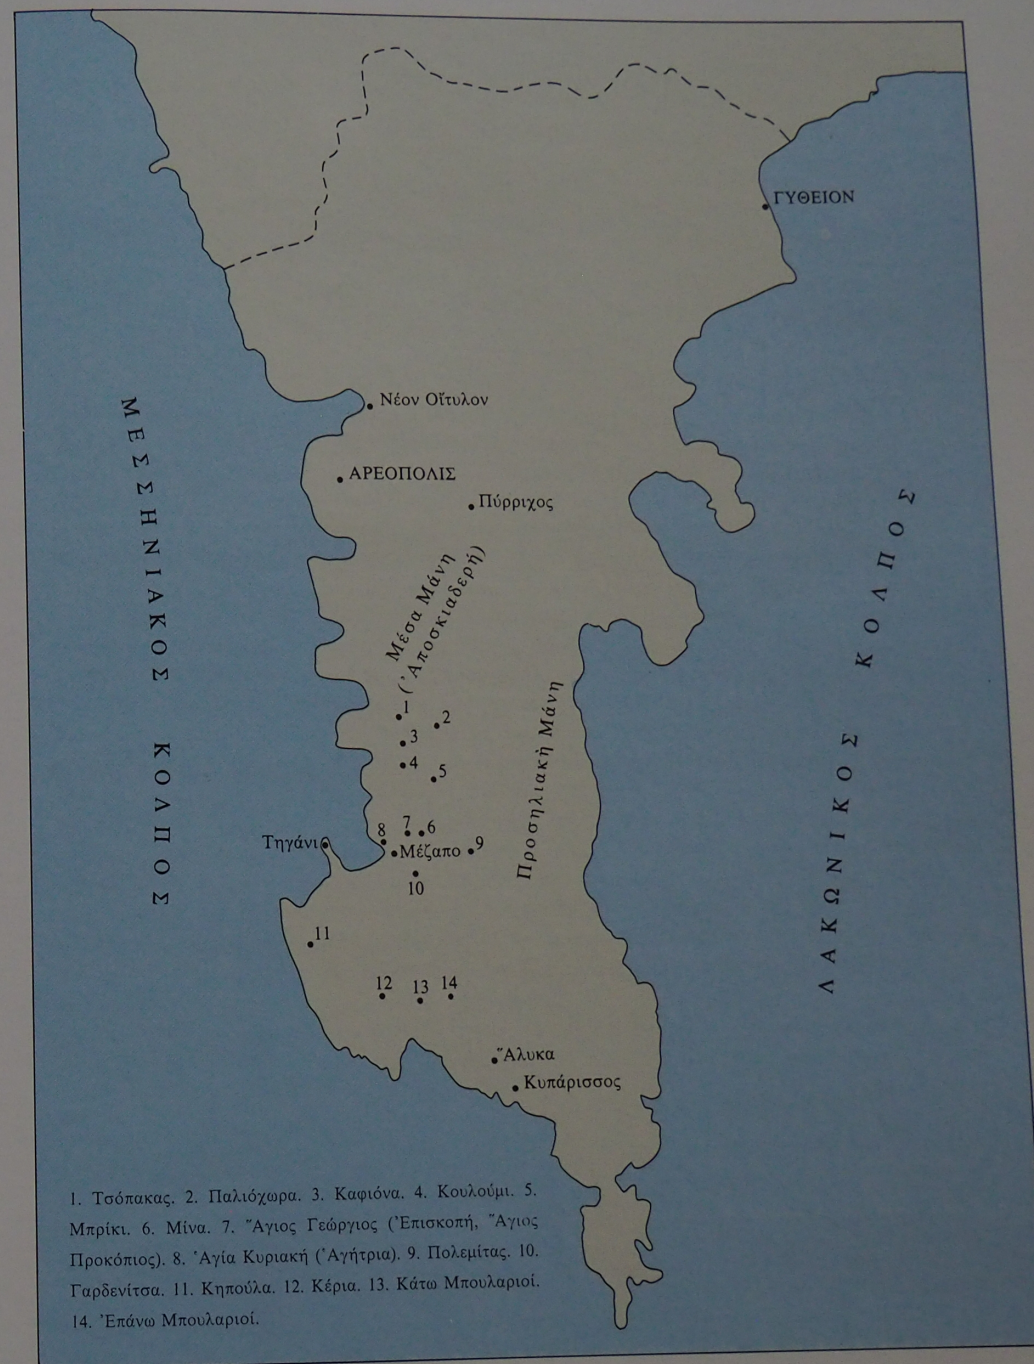 ΓΥΘΕΙΟΝ
Νέον Οἴτυλον
ΑΡΕΟΠΟΛΙΣ
Πύρριχος
ΜΕΣΣΗΝΙΑΚΟΣ ΚΟΛΠΟΣ
ΛΑΚΩΝΙΚΟΣ ΚΟΛΠΟΣ
Μέσα Μάνη
(Ἀποσκιαδερή)
Προσηλιακὴ Μάνη
1
2
3
4
5
7
6
8
Τηγάνι
Μέζαπο
9
10
11
12
13
14
Ἄλυκα
Κυπάρισσος
1. Τσόπακας. 2. Παλιόχωρα. 3. Καφιόνα. 4. Κουλούμι. 5.
Μπρίκι. 6. Μίνα. 7. Ἅγιος Γεώργιος (Ἐπισκοπή, Ἅγιος
Προκόπιος). 8. Ἁγία Κυριακή (Ἀγήτρια). 9. Πολεμίτας. 10.
Γαρδενίτσα. 11. Κηπούλα. 12. Κέρια. 13. Κάτω Μπουλαριοί.
14. Ἐπάνω Μπουλαριοί.